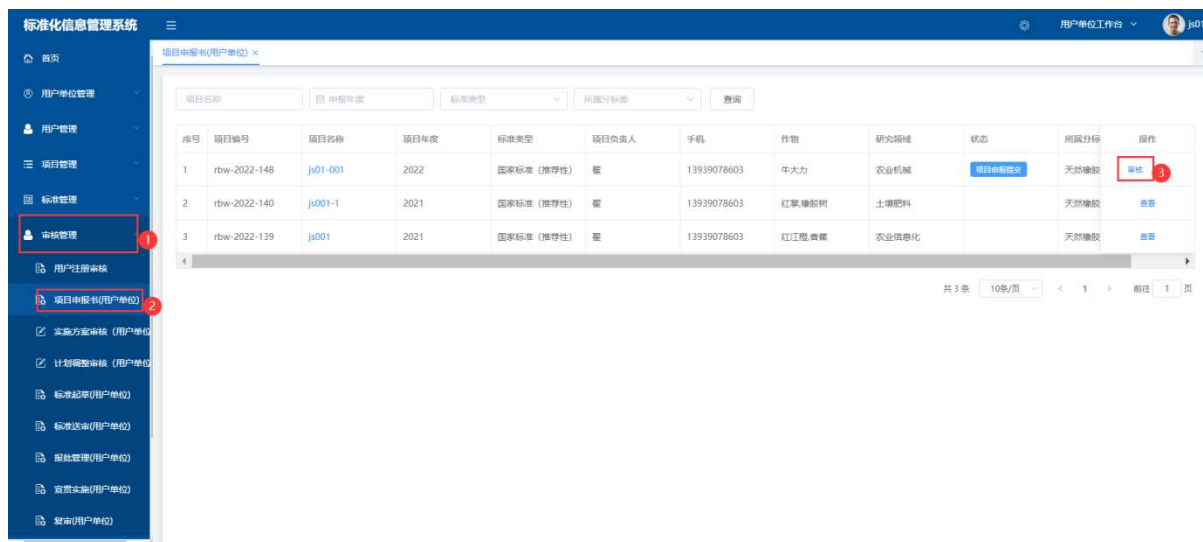 标准化信息管理系统
用户单位工作台
js01
首页
项目申报书(用户单位) ×
用户单位管理
用户管理
项目管理
标准管理
审核管理
1
用户注册审核
项目申报书(用户单位)
2
实施方案审核 (用户单位
计划调整审核 (用户单位
标准起草(用户单位)
标准送审(用户单位)
报批管理(用户单位)
宣贯实施(用户单位)
复审(用户单位)
项目名称 申报年度 标准类型 所属分标委 查询
序号 项目编号 项目名称 项目年度 标准类型 项目负责人 手机 作物 研究领域 状态 所属分标 操作
1 rbw-2022-148 js01-001 2022 国家标准 (推荐性) 翟 13939078603 牛大力 农业机械 项目申报提交 天然橡胶 审核 3
2 rbw-2022-140 js001-1 2021 国家标准 (推荐性) 翟 13939078603 红掌,橡胶树 土壤肥料 天然橡胶 查看
3 rbw-2022-139 js001 2021 国家标准 (推荐性) 翟 13939078603 红江橙,香蕉 农业信息化 天然橡胶 查看
共 3 条 10条/页 < 1 > 前往 1 页